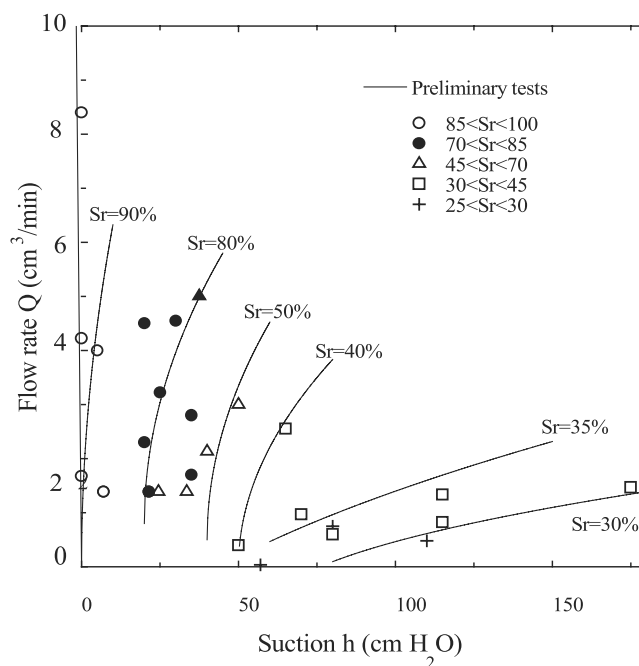 10
8
6
4
2
0
0
50
100
150
Flow rate Q (cm³/min)
Suction h (cm H₂O)
Preliminary tests
85<Sr<100
70<Sr<85
45<Sr<70
30<Sr<45
25<Sr<30
Sr=90%
Sr=80%
Sr=50%
Sr=40%
Sr=35%
Sr=30%